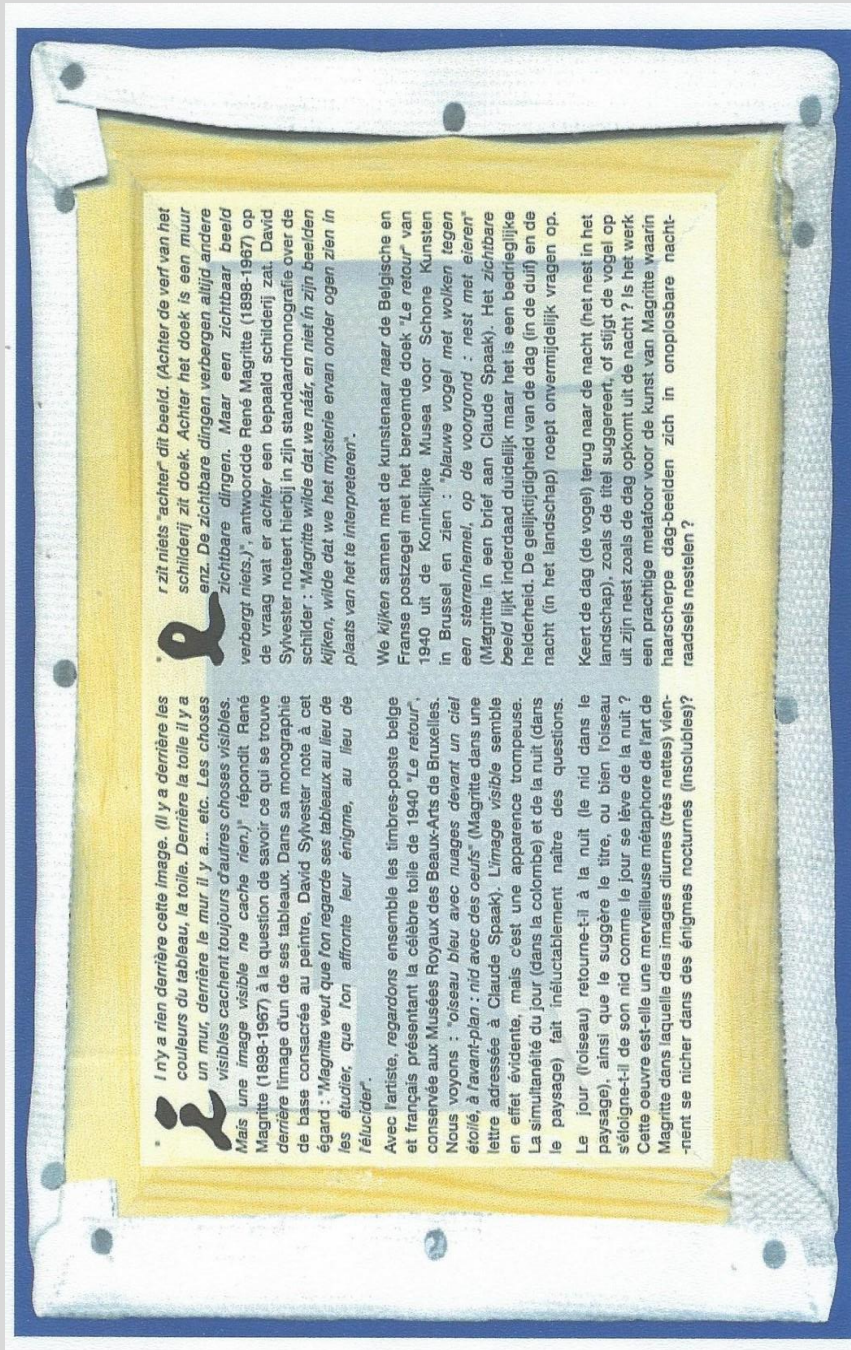 "Il n'y a rien derrière cette image. (Il y a derrière les
couleurs du tableau, la toile. Derrière la toile il y a
un mur, derrière le mur il y a... etc. Les choses
visibles cachent toujours d'autres choses visibles.
Mais une image visible ne cache rien.)" répondit René
Magritte (1898-1967) à la question de savoir ce qui se trouve
derrière l'image d'un de ses tableaux. Dans sa monographie
de base consacrée au peintre, David Sylvester note à cet
égard : "Magritte veut que l'on regarde ses tableaux au lieu de
les étudier, que l'on affronte leur énigme, au lieu de
l'élucider".
Avec l'artiste, regardons ensemble les timbres-poste belge
et français présentant la célèbre toile de 1940 "Le retour",
conservée aux Musées Royaux des Beaux-Arts de Bruxelles.
Nous voyons : "oiseau bleu avec nuages devant un ciel
étoilé, à l'avant-plan : nid avec des oeufs" (Magritte dans une
lettre adressée à Claude Spaak). L'image visible semble
en effet évidente, mais c'est une apparence trompeuse.
La simultanéité du jour (dans la colombe) et de la nuit (dans
le paysage) fait inéluctablement naître des questions.
Le jour (l'oiseau) retourne-t-il à la nuit (le nid dans le
paysage), ainsi que le suggère le titre, ou bien l'oiseau
s'éloigne-t-il de son nid comme le jour se lève de la nuit ?
Cette oeuvre est-elle une merveilleuse métaphore de l'art de
Magritte dans laquelle des images diurnes (très nettes) vien-
-nent se nicher dans des énigmes nocturnes (insolubles)?
"Er zit niets "achter" dit beeld. (Achter de verf van het
schilderij zit doek. Achter het doek is een muur
enz. De zichtbare dingen verbergen altijd andere
zichtbare dingen. Maar een zichtbaar beeld
verbergt niets.)", antwoordde René Magritte (1898-1967) op
de vraag wat er achter een bepaald schilderij zat. David
Sylvester noteert hierbij in zijn standaardmonografie over de
schilder : "Magritte wilde dat we náár, en niet ín zijn beelden
kijken, wilde dat we het mysterie ervan onder ogen zien in
plaats van het te interpreteren".
We kijken samen met de kunstenaar naar de Belgische en
Franse postzegel met het beroemde doek "Le retour" van
1940 uit de Koninklijke Musea voor Schone Kunsten
in Brussel en zien : "blauwe vogel met wolken tegen
een sterrenhemel, op de voorgrond : nest met eieren"
(Magritte in een brief aan Claude Spaak). Het zichtbare
beeld lijkt inderdaad duidelijk maar het is een bedrieglijke
helderheid. De gelijktijdigheid van de dag (in de duif) en de
nacht (in het landschap) roept onvermijdelijk vragen op.
Keert de dag (de vogel) terug naar de nacht (het nest in het
landschap), zoals de titel suggereert, of stijgt de vogel op
uit zijn nest zoals de dag opkomt uit de nacht ? Is het werk
een prachtige metafoor voor de kunst van Magritte waarin
haarscherpe dag-beelden zich in onoplosbare nacht-
raadsels nestelen ?